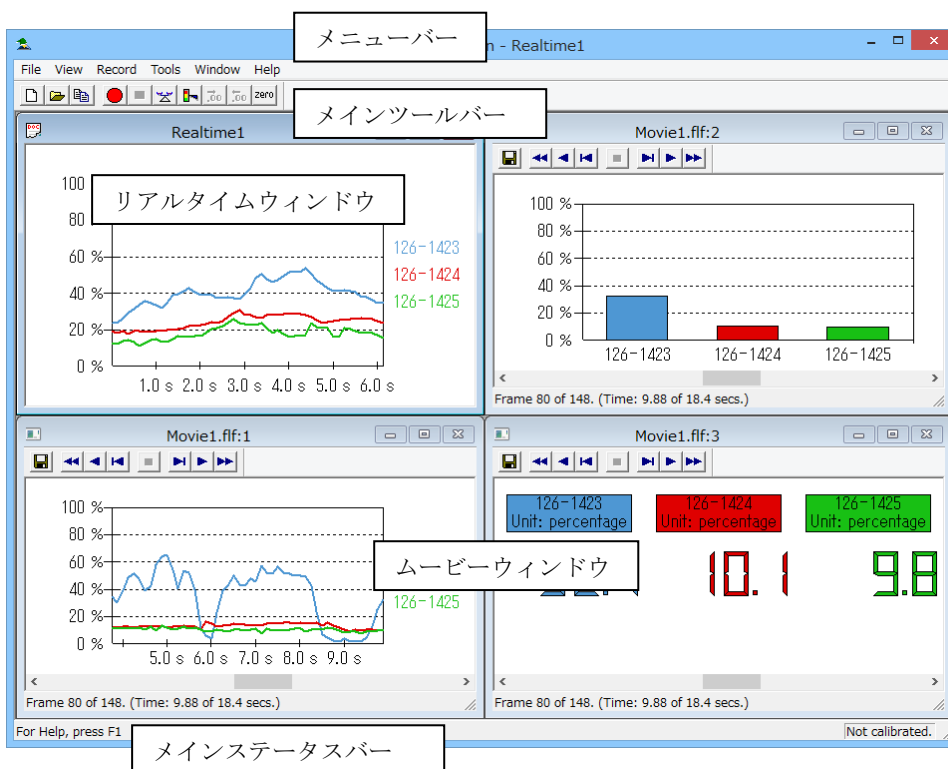 メニューバー
- Realtime1
File View Record Tools Window Help
.00 .00 zero
メインツールバー
DOC Realtime1
リアルタイムウィンドウ
100
80
60 %
40 %
20 %
0 %
1.0 s 2.0 s 3.0 s 4.0 s 5.0 s 6.0 s
126-1423
126-1424
126-1425
Movie1.flf:2
100 %
80 %
60 %
40 %
20 %
0 %
126-1423 126-1424 126-1425
Frame 80 of 148. (Time: 9.88 of 18.4 secs.)
Movie1.flf:1
100 %
80 %
60 %
40 %
20 %
0 %
5.0 s 6.0 s 7.0 s 8.0 s 9.0 s
126-1425
Frame 80 of 148. (Time: 9.88 of 18.4 secs.)
ムービーウィンドウ
Movie1.flf:3
126-1423 126-1424 126-1425
Unit: percentage Unit: percentage Unit: percentage
10.1 9.8
Frame 80 of 148. (Time: 9.88 of 18.4 secs.)
For Help, press F1
メインステータスバー
Not calibrated.